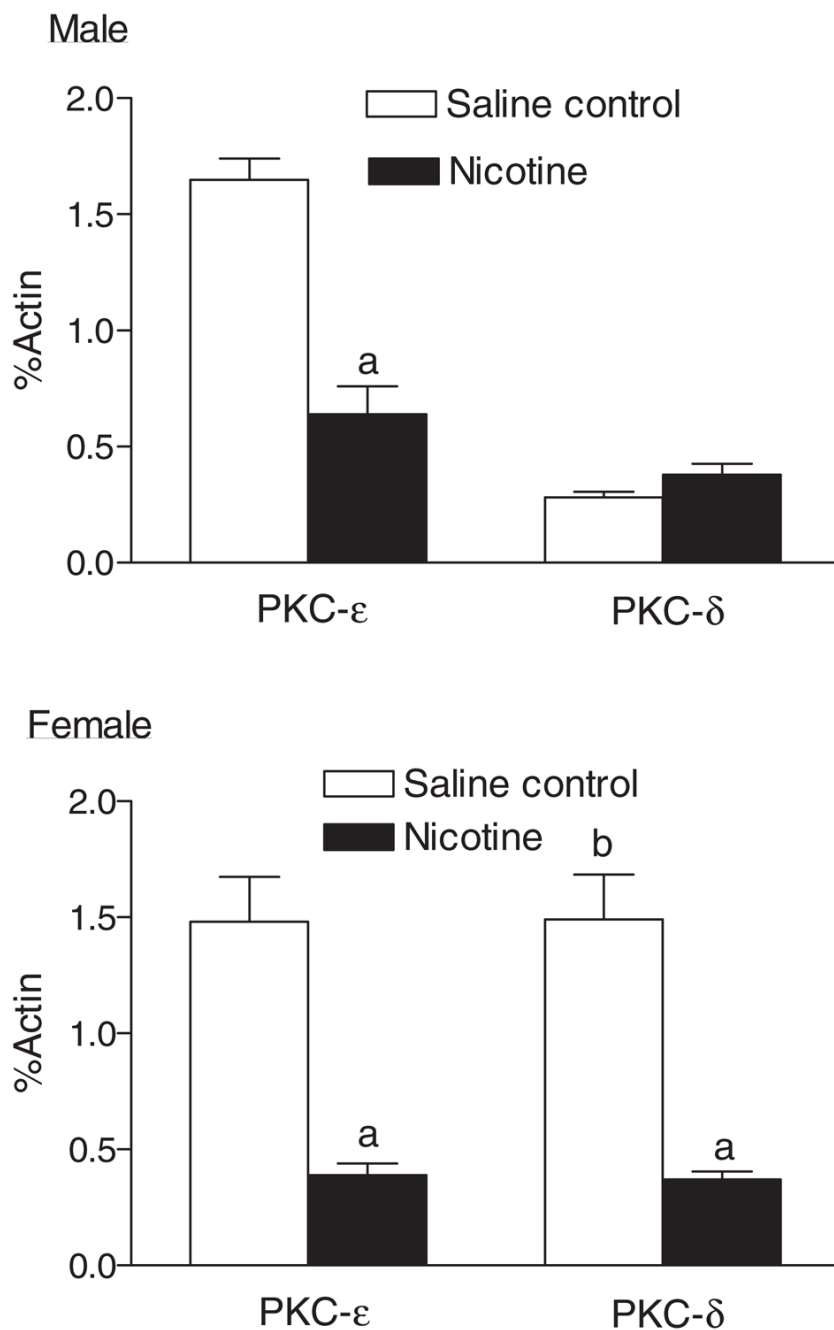 Male
2.0
Saline control
Nicotine
1.5
%Actin
1.0
a
0.5
0.0
PKC-ε
PKC-δ
Female
Saline control
2.0
Nicotine
b
1.5
%Actin
1.0
0.5
a
a
0.0
PKC-ε
PKC-δ